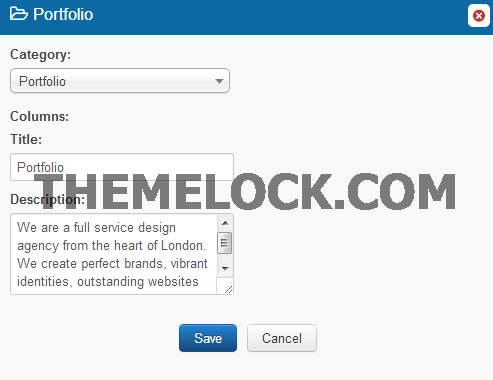 Portfolio
Category:
Portfolio
Columns:
Title:
Portfolio
THEMELOCK.COM
Description:
We are a full service design
agency from the heart of London.
We create perfect brands, vibrant
identities, outstanding websites
Save
Cancel